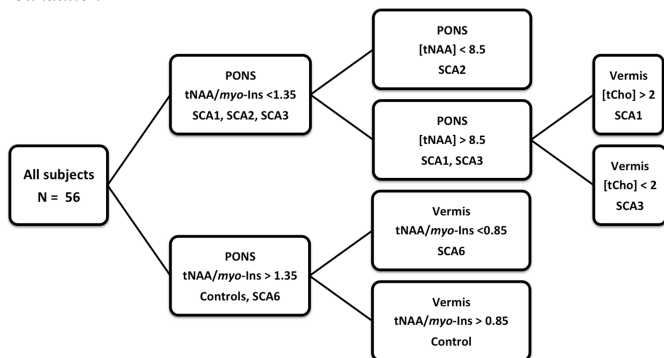 All subjects
N = 56
PONS
tNAA/myo-Ins <1.35
SCA1, SCA2, SCA3
PONS
tNAA/myo-Ins > 1.35
Controls, SCA6
PONS
[tNAA] < 8.5
SCA2
PONS
[tNAA] > 8.5
SCA1, SCA3
Vermis
tNAA/myo-Ins <0.85
SCA6
Vermis
tNAA/myo-Ins > 0.85
Control
Vermis
[tCho] > 2
SCA1
Vermis
[tCho] < 2
SCA3